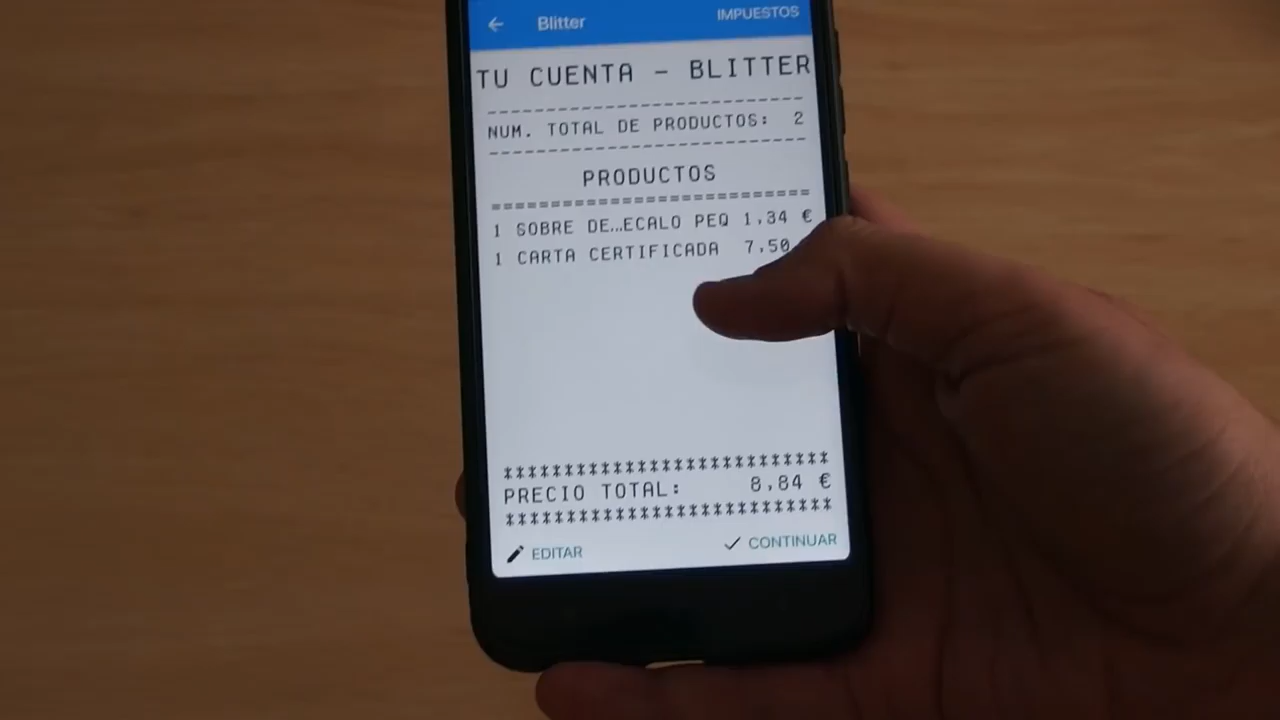 ← Blitter IMPUESTOS
TU CUENTA - BLITTER
--------------------------
NUM. TOTAL DE PRODUCTOS: 2
--------------------------
PRODUCTOS
==========================
1 SOBRE DE…ECALO PEQ 1,34 €
1 CARTA CERTIFICADA 7,50
***************************
PRECIO TOTAL: 8,84 €
***************************
EDITAR ✓ CONTINUAR